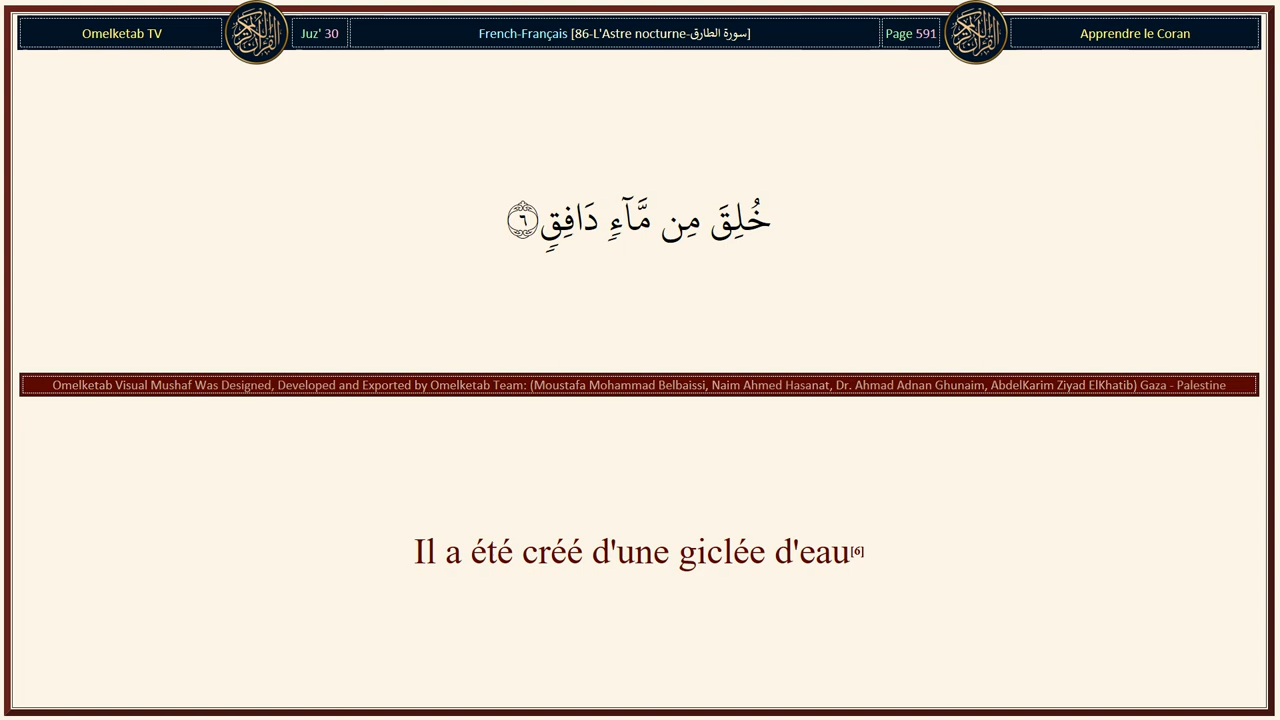 Omelketab TV
Juz' 30
French-Français [86-L'Astre nocturne-سورة الطارق]
Page 591
Apprendre le Coran
خُلِقَ مِن مَّآءٖ دَافِقٖ ٦
Omelketab Visual Mushaf Was Designed, Developed and Exported by Omelketab Team: (Moustafa Mohammad Belbaissi, Naim Ahmed Hasanat, Dr. Ahmad Adnan Ghunaim, AbdelKarim Ziyad ElKhatib) Gaza - Palestine
Il a été créé d'une giclée d'eau[6]